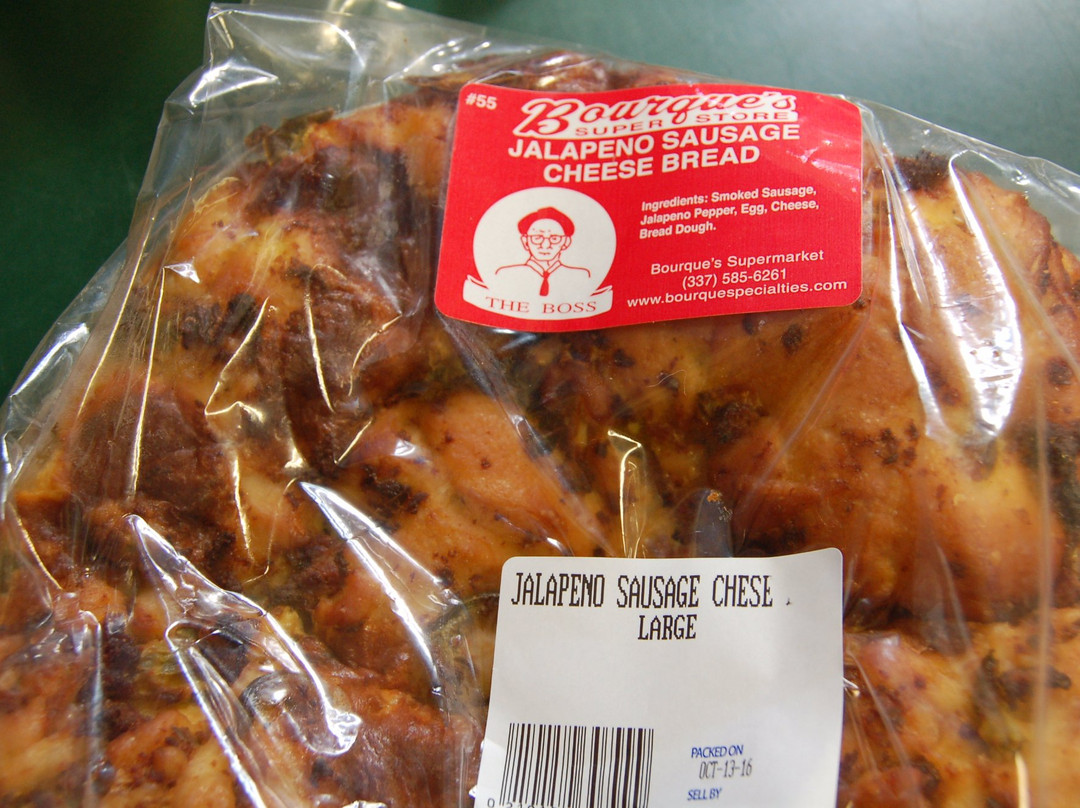 #55
Bourque's
SUPER STORE
JALAPENO SAUSAGE
CHEESE BREAD
Ingredients: Smoked Sausage,
Jalapeno Pepper, Egg, Cheese,
Bread Dough.
THE BOSS
Bourque's Supermarket
(337) 585-6261
www.bourquespecialties.com
JALAPENO SAUSAGE CHESE .
LARGE
PACKED ON
OCT-13-16
SELL BY